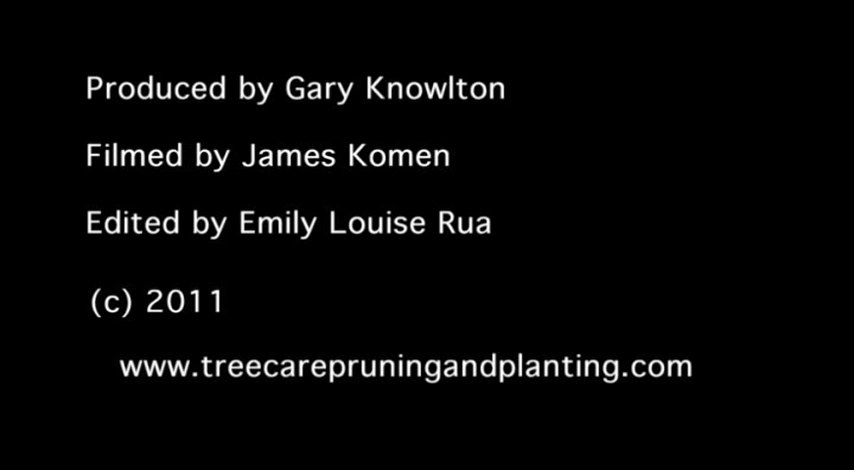 Produced by Gary Knowlton
Filmed by James Komen
Edited by Emily Louise Rua
(c) 2011
www.treecarepruningandplanting.com